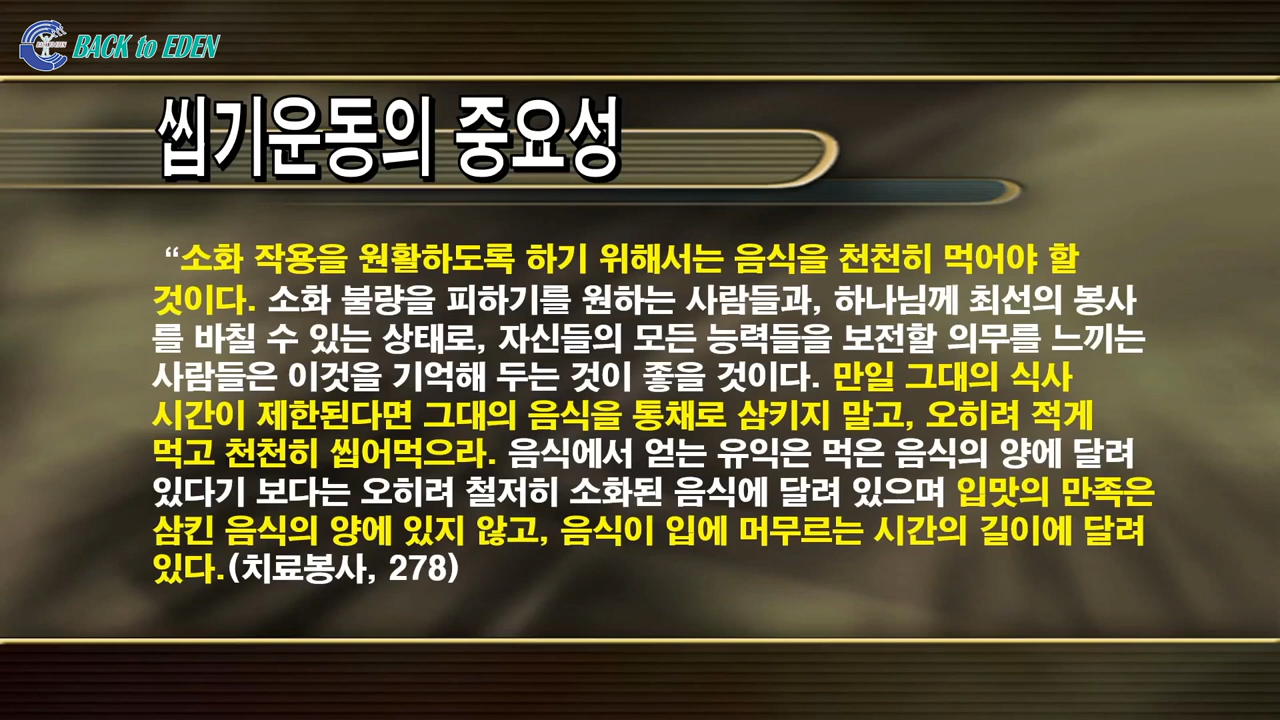 BACK to EDEN
씹기운동의 중요성
“소화 작용을 원활하도록 하기 위해서는 음식을 천천히 먹어야 할
것이다. 소화 불량을 피하기를 원하는 사람들과, 하나님께 최선의 봉사
를 바칠 수 있는 상태로, 자신들의 모든 능력들을 보전할 의무를 느끼는
사람들은 이것을 기억해 두는 것이 좋을 것이다. 만일 그대의 식사
시간이 제한된다면 그대의 음식을 통채로 삼키지 말고, 오히려 적게
먹고 천천히 씹어먹으라. 음식에서 얻는 유익은 먹은 음식의 양에 달려
있다기 보다는 오히려 철저히 소화된 음식에 달려 있으며 입맛의 만족은
삼킨 음식의 양에 있지 않고, 음식이 입에 머무르는 시간의 길이에 달려
있다.(치료봉사, 278)